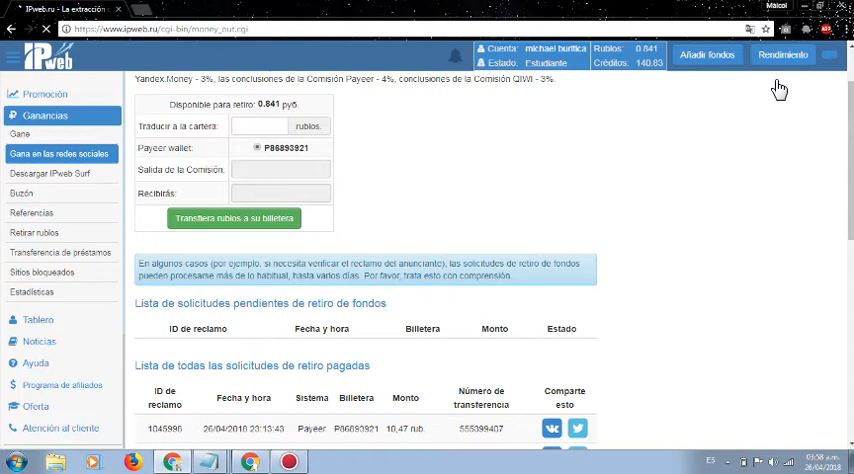 IPweb.ru - La extracción
Málcol
https://www.ipweb.ru/cgi-bin/money_out.cgi
IPweb
Cuenta: michael burfica
Estado: Estudiante
Rublos: 0.841
Créditos: 140.83
Añadir fondos
Rendimiento
Promoción
Ganancias
Gane
Gana en las redes sociales
Descargar IPweb Surf
Buzón
Referencias
Retirar rublos
Transferencia de préstamos
Sitios bloqueados
Estadísticas
Tablero
Noticias
Ayuda
Programa de afiliados
Oferta
Atención al cliente
Yandex.Money - 3%, las conclusiones de la Comisión Payeer - 4%, conclusiones de la Comisión QIWI - 3%.
Disponible para retiro: 0.841 руб.
Traducir a la cartera: rublos.
Payeer wallet: P86893921
Salida de la Comisión:
Recibirás:
Transfiera rublos a su billetera
En algunos casos (por ejemplo, si necesita verificar el reclamo del anunciante), las solicitudes de retiro de fondos
pueden procesarse más de lo habitual, hasta varios días. Por favor, trata esto con comprensión.
Lista de solicitudes pendientes de retiro de fondos
ID de reclamo Fecha y hora Billetera Monto Estado
Lista de todas las solicitudes de retiro pagadas
ID de reclamo Fecha y hora Sistema Billetera Monto Número de transferencia Comparte esto
1045998 26/04/2018 23:13:43 Payeer P86893921 10,47 rub. 555399407
ES
03:58 a.m.
26/04/2018